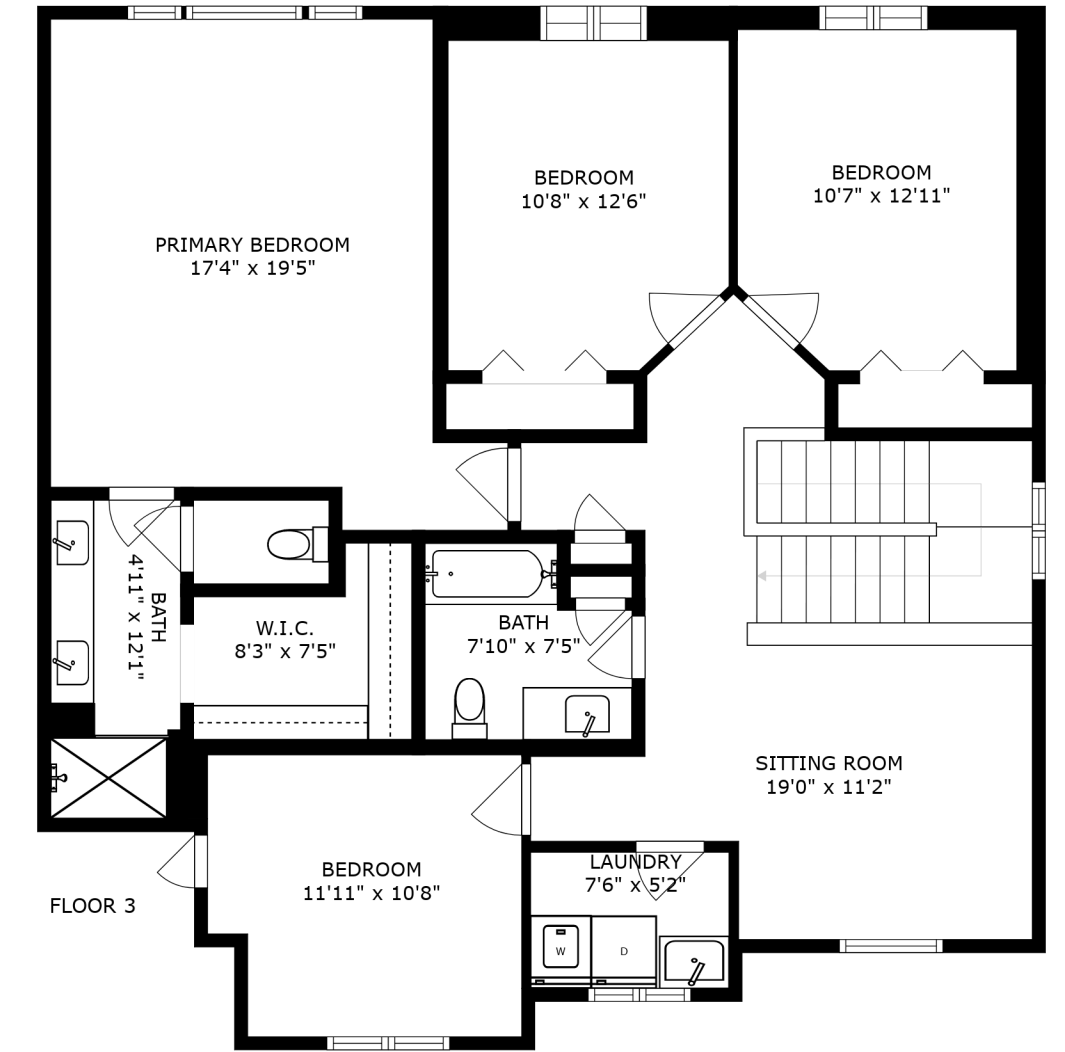 BEDROOM
10'7" x 12'11"
BEDROOM
10'8" x 12'6"
PRIMARY BEDROOM
17'4" x 19'5"
BATH
4'11" x 12'1"
W.I.C.
8'3" x 7'5"
BATH
7'10" x 7'5"
SITTING ROOM
19'0" x 11'2"
LAUNDRY
7'6" x 5'2"
BEDROOM
11'11" x 10'8"
FLOOR 3
W
D